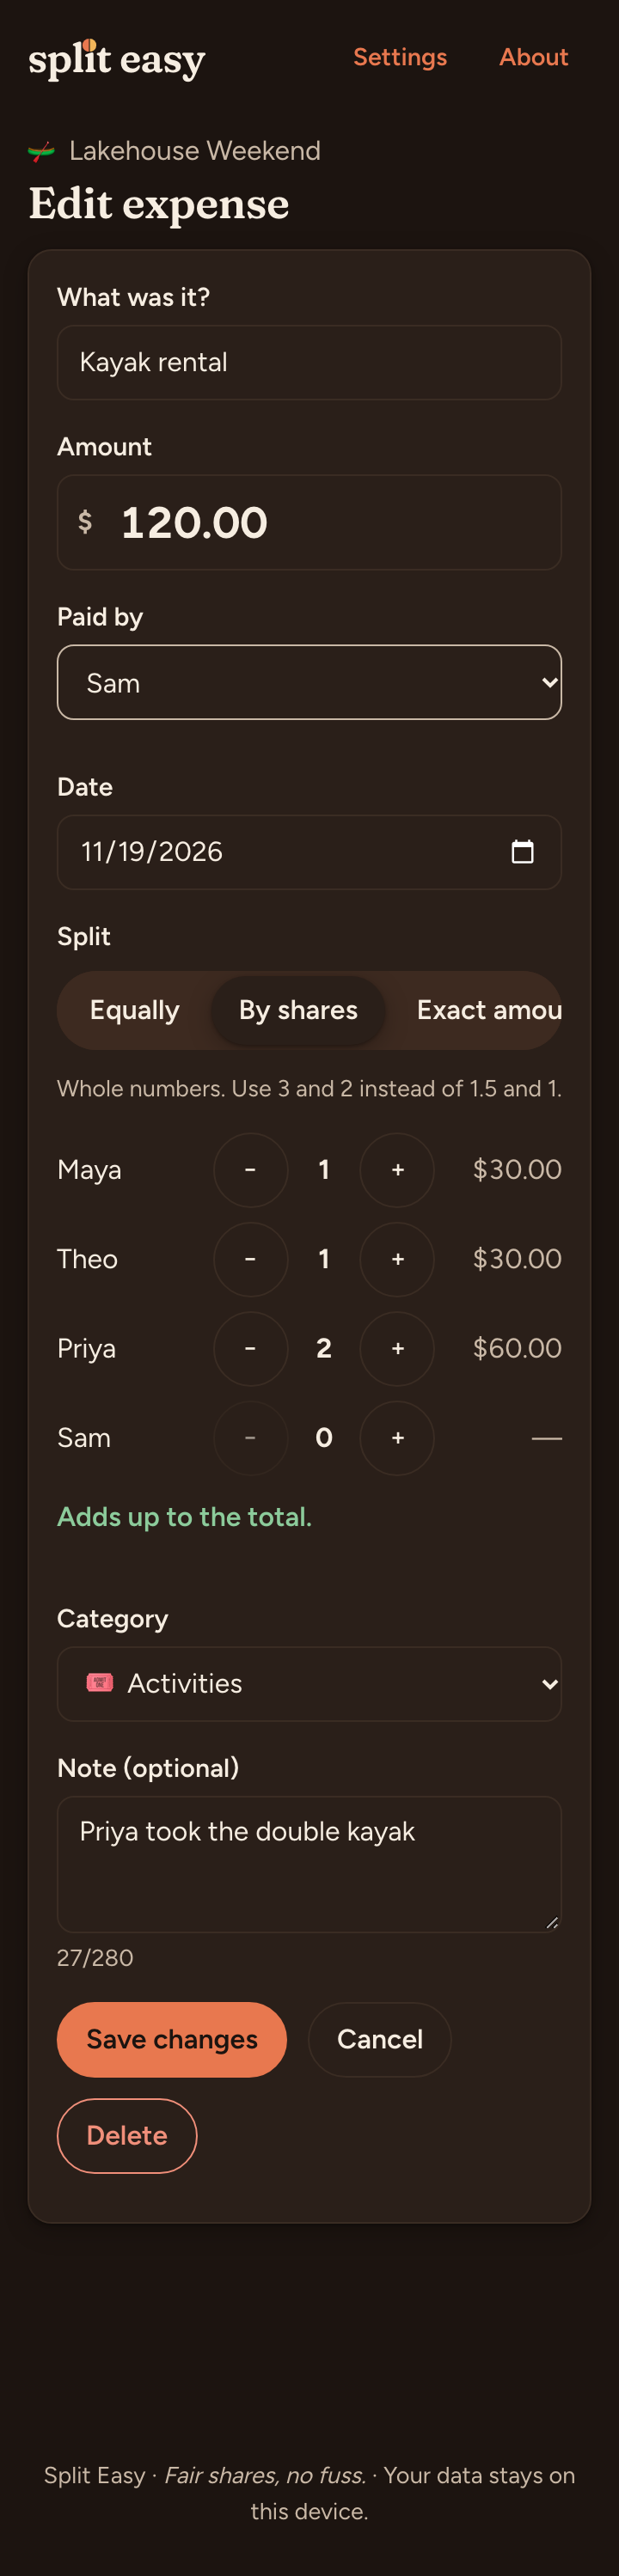 split easy
Settings
About
Lakehouse Weekend
Edit expense
What was it?
Kayak rental
Amount
$ 120.00
Paid by
Sam
Date
11/19/2026
Split
Equally
By shares
Exact amou
Whole numbers. Use 3 and 2 instead of 1.5 and 1.
Maya - 1 + $30.00
Theo - 1 + $30.00
Priya - 2 + $60.00
Sam - 0 + —
Adds up to the total.
Category
Activities
Note (optional)
Priya took the double kayak
27/280
Save changes
Cancel
Delete
Split Easy · Fair shares, no fuss. · Your data stays on
this device.